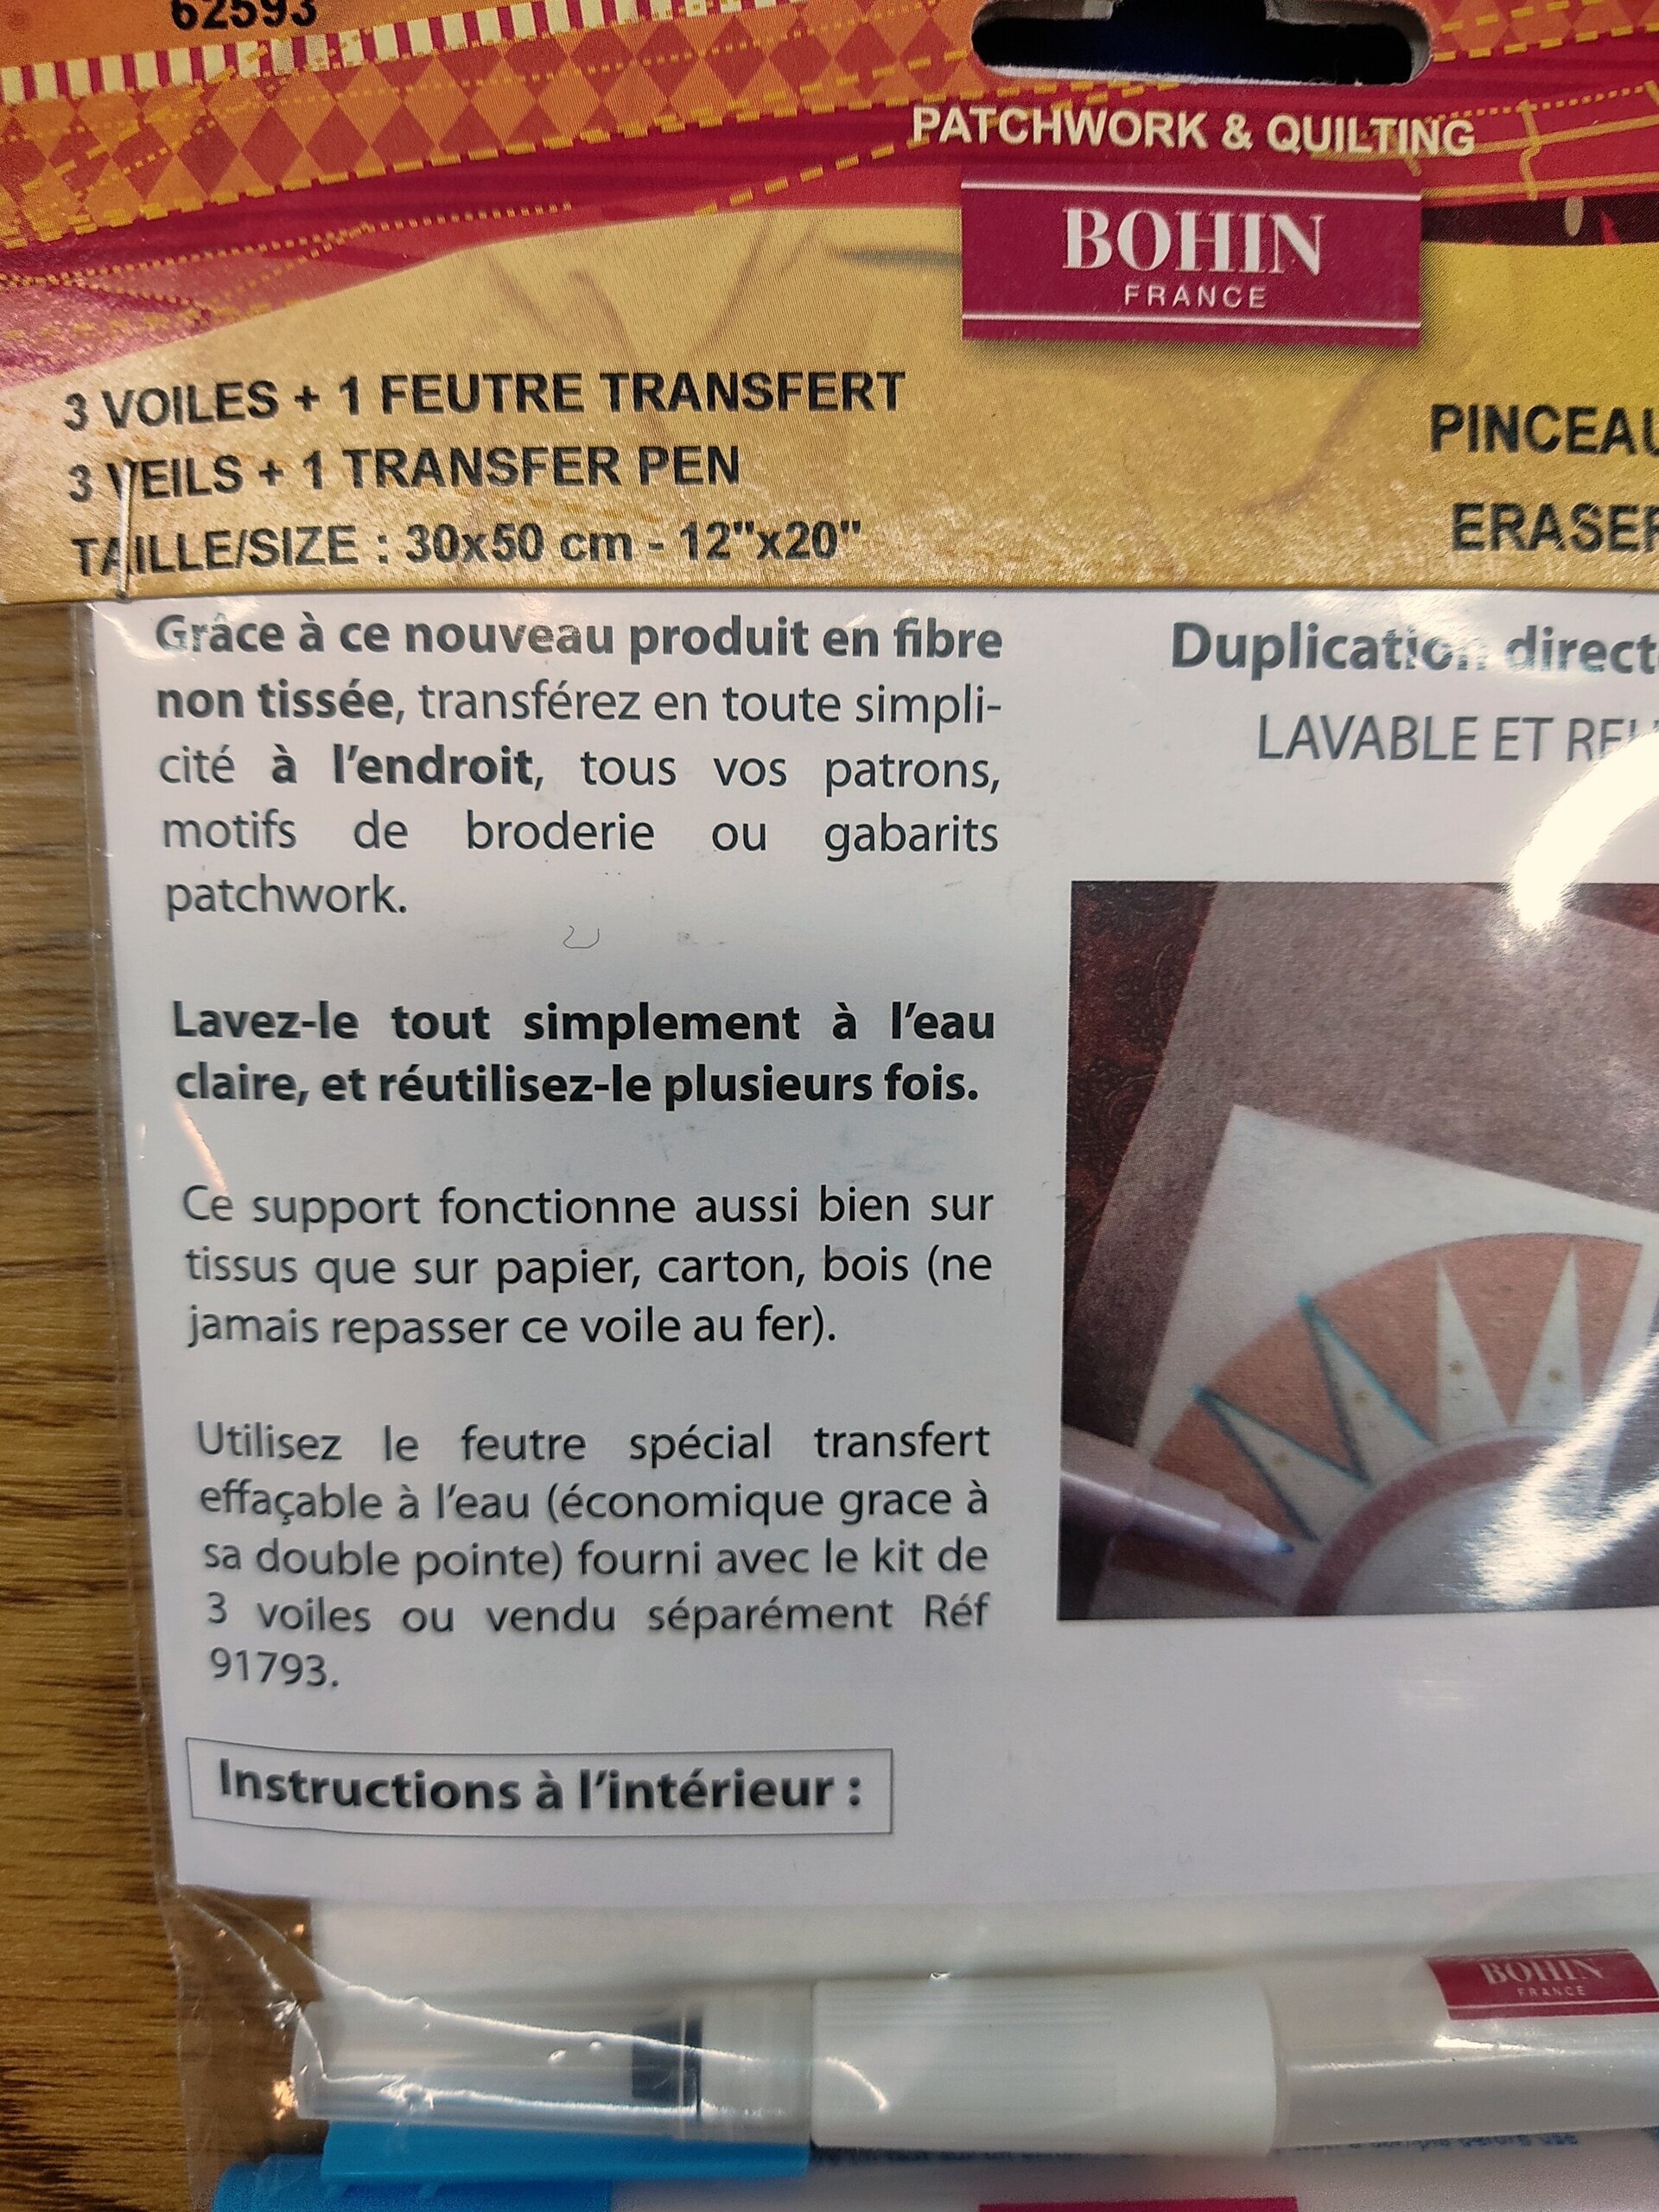 62593
PATCHWORK & QUILTING
BOHIN
FRANCE
3 VOILES + 1 FEUTRE TRANSFERT
3 VEILS + 1 TRANSFER PEN
TAILLE/SIZE : 30x50 cm - 12"x20"
PINCEAU
ERASER
Grâce à ce nouveau produit en fibre
non tissée, transférez en toute simpli-
cité à l'endroit, tous vos patrons,
motifs de broderie ou gabarits
patchwork.
Lavez-le tout simplement à l'eau
claire, et réutilisez-le plusieurs fois.
Ce support fonctionne aussi bien sur
tissus que sur papier, carton, bois (ne
jamais repasser ce voile au fer).
Utilisez le feutre spécial transfert
effaçable à l'eau (économique grace à
sa double pointe) fourni avec le kit de
3 voiles ou vendu séparément Réf
91793.
Instructions à l'intérieur :
Duplication direct
LAVABLE ET
BOHIN
FRANCE